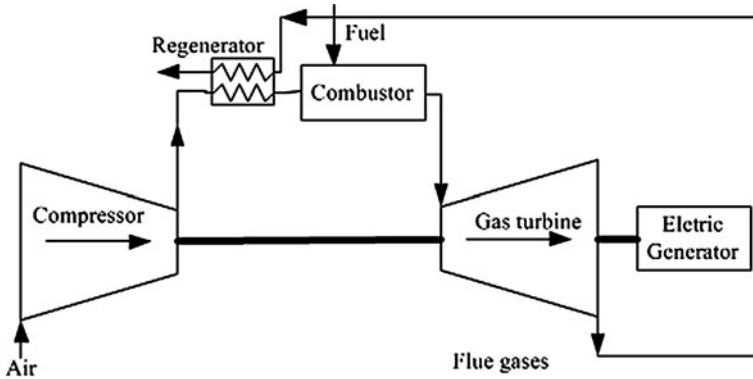 Regenerator
Fuel
Combustor
Compressor
Gas turbine
Eletric
Generator
Air
Flue gases